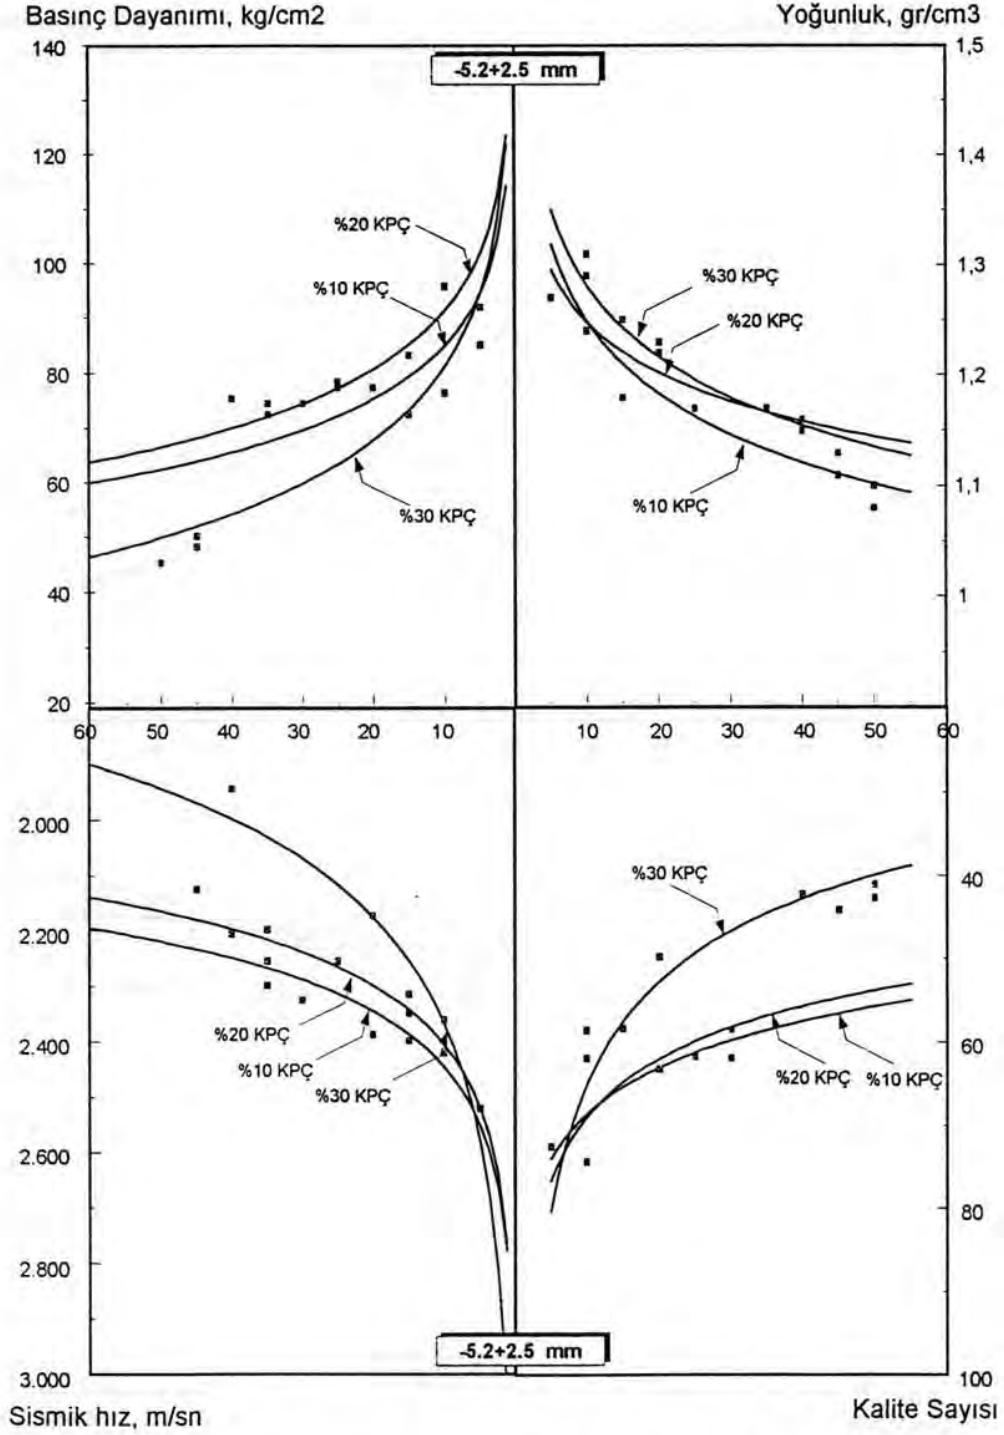 Basınç Dayanımı, kg/cm2
Yoğunluk, gr/cm3
140
1,5
-5.2+2.5 mm
120
1,4
%20 KPÇ
100
1,3
%30 KPÇ
%10 KPÇ
%20 KPÇ
80
1,2
60
1,1
%10 KPÇ
%30 KPÇ
40
1
20
60 50 40 30 20 10
10 20 30 40 50 60
2.000
%30 KPÇ
40
2.200
%20 KPÇ
2.400
60
%10 KPÇ
%20 KPÇ
%10 KPÇ
%30 KPÇ
2.600
80
2.800
-5.2+2.5 mm
3.000
100
Sismik hız, m/sn
Kalite Sayısı